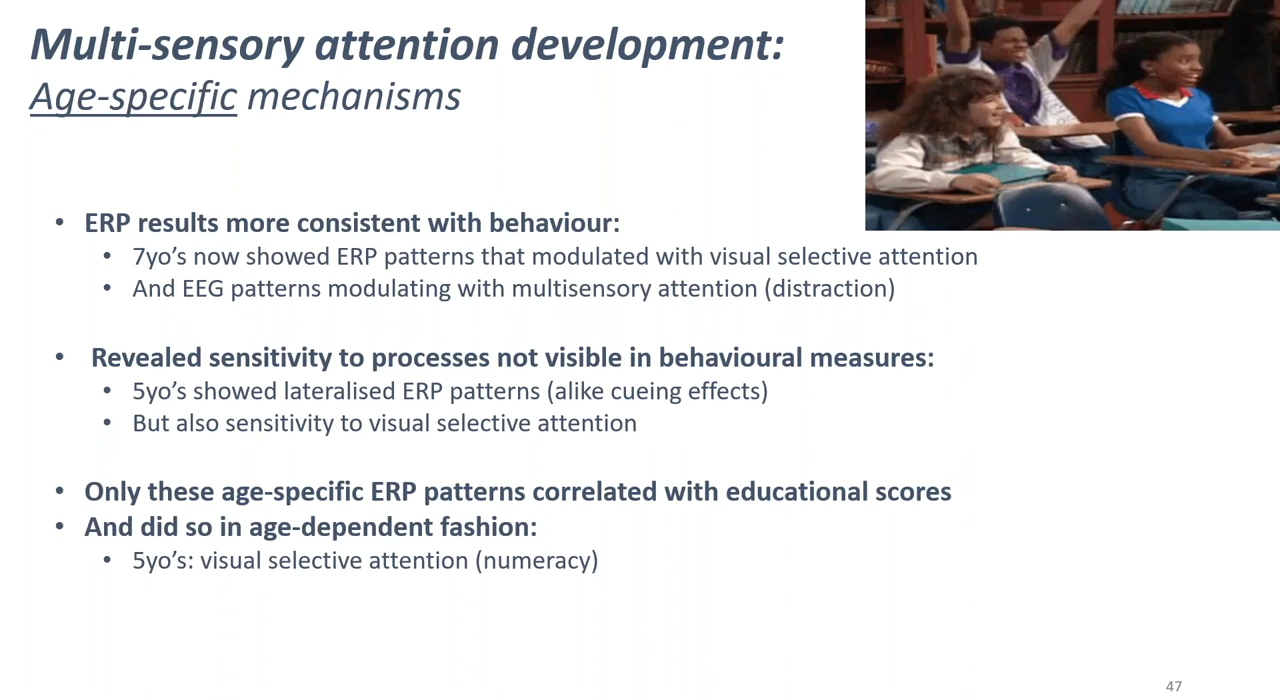 Multi-sensory attention development:
Age-specific mechanisms
• ERP results more consistent with behaviour:
• 7yo's now showed ERP patterns that modulated with visual selective attention
• And EEG patterns modulating with multisensory attention (distraction)
• Revealed sensitivity to processes not visible in behavioural measures:
• 5yo's showed lateralised ERP patterns (alike cueing effects)
• But also sensitivity to visual selective attention
• Only these age-specific ERP patterns correlated with educational scores
• And did so in age-dependent fashion:
• 5yo's: visual selective attention (numeracy)
47